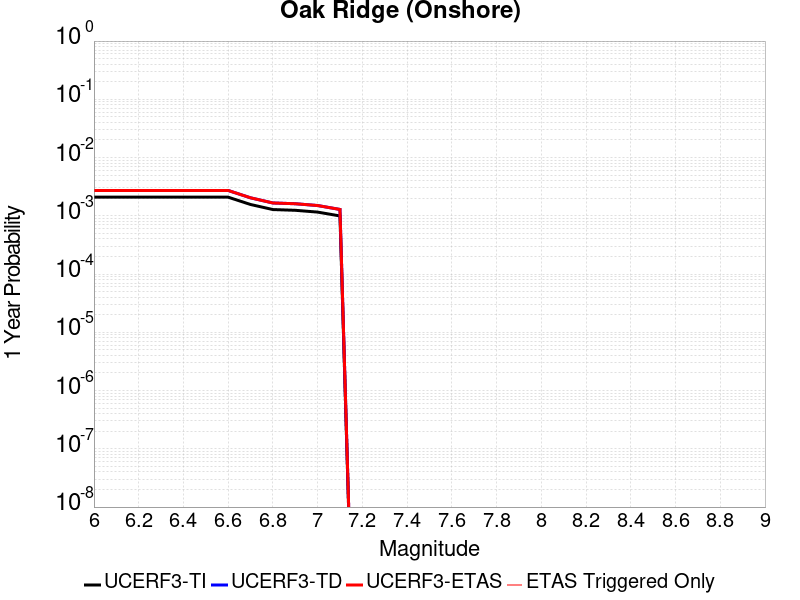 Oak Ridge (Onshore)
10^0
10^-1
10^-2
10^-3
10^-4
10^-5
10^-6
10^-7
10^-8
1 Year Probability
6 6.2 6.4 6.6 6.8 7 7.2 7.4 7.6 7.8 8 8.2 8.4 8.6 8.8 9
Magnitude
UCERF3-TI UCERF3-TD UCERF3-ETAS ETAS Triggered Only